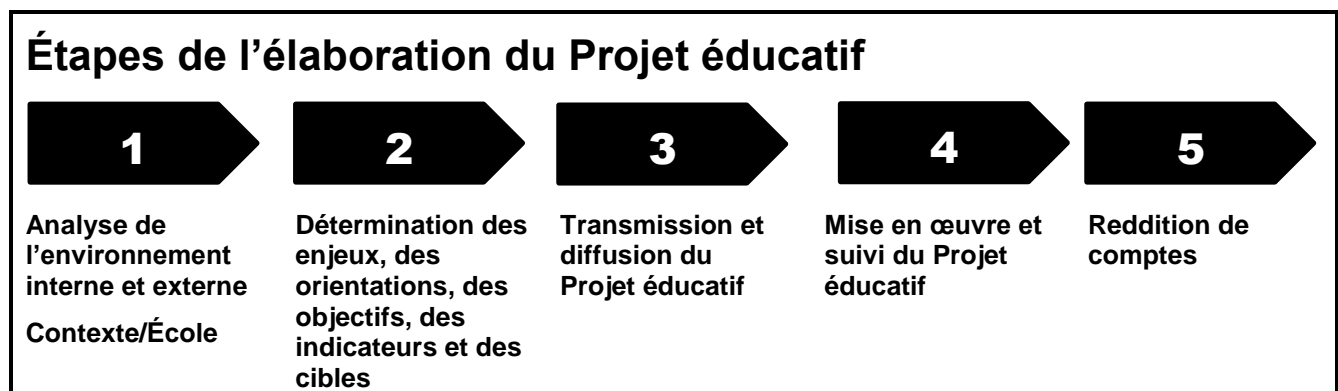 Étapes de l’élaboration du Projet éducatif
1
2
3
4
5
Analyse de
l’environnement
interne et externe
Contexte/École
Détermination des
enjeux, des
orientations, des
objectifs, des
indicateurs et des
cibles
Transmission et
diffusion du
Projet éducatif
Mise en œuvre et
suivi du Projet
éducatif
Reddition de
comptes